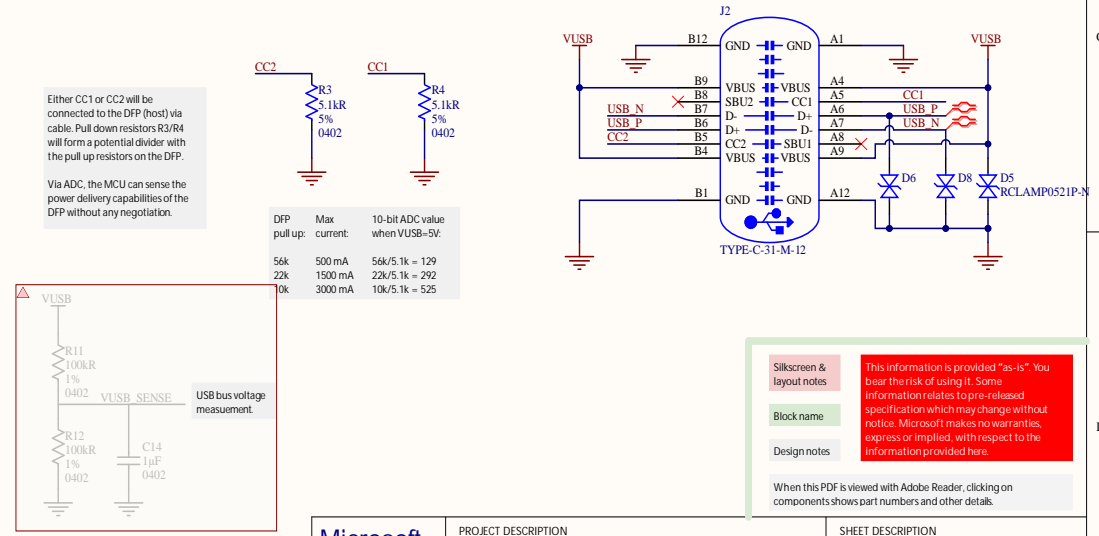 J2
Either CC1 or CC2 will be
connected to the DFP (host) via
cable. Pull down resistors R3/R4
will form a potential divider with
the pull up resistors on the DFP.
Via ADC, the MCU can sense the
power delivery capabilities of the
DFP without any negotiation.
CC2
R3
5.1kR
5%
0402
CC1
R4
5.1kR
5%
0402
DFP Max 10-bit ADC value
pull up: current: when VUSB=5V:
56k 500 mA 56k/5.1k = 129
22k 1500 mA 22k/5.1k = 292
10k 3000 mA 10k/5.1k = 525
VUSB
VUSB
B12 GND GND A1
B9 VBUS VBUS A4
B8 SBU2 CC1 A5 CC1
USB_N B7 D- D+ A6 USB_P
USB_P B6 D+ D- A7 USB_N
CC2 B5 CC2 SBU1 A8
B4 VBUS VBUS A9
B1 GND GND A12
D6
D8
D5
RCLAMP0521P-N
TYPE-C-31-M-12
VUSB
R11
100kR
1%
0402
VUSB_SENSE
R12
100kR
1%
0402
C14
1µF
0402
USB bus voltage
measuement.
Silkscreen &
layout notes
Block name
Design notes
This information is provided "as-is". You
bear the risk of using it. Some
information relates to pre-released
specification which may change without
notice. Microsoft makes no warranties,
express or implied, with respect to the
information provided here.
When this PDF is viewed with Adobe Reader, clicking on
components shows part numbers and other details.
Microsoft
PROJECT DESCRIPTION
SHEET DESCRIPTION